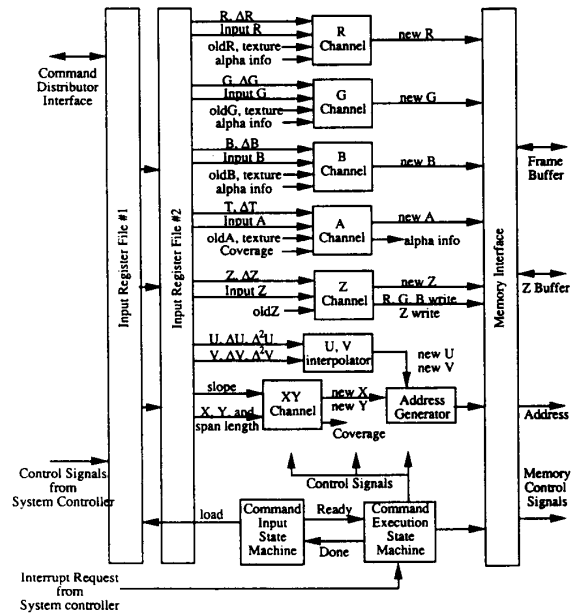 Command
Distributor
Interface
Control Signals
from
System Controller
Interrupt Request
from
System controller
Input Register File #1
Input Register File #2
R, ΔR
Input R
oldR, texture
alpha info
R
Channel
new R
G, ΔG
Input G
oldG, texture
alpha info
G
Channel
new G
B, ΔB
Input B
oldB, texture
alpha info
B
Channel
new B
T, ΔT
Input A
oldA, texture
Coverage
A
Channel
new A
alpha info
Z, ΔZ
Input Z
oldZ
Z
Channel
new Z
R, G, B write
Z write
U, ΔU, Δ²U
V, ΔV, Δ²V
U, V
interpolator
new U
new V
slope
X, Y, and
span length
XY
Channel
new X
new Y
Coverage
Address
Generator
Control Signals
load
Command
Input
State
Machine
Ready
Done
Command
Execution
State
Machine
Memory Interface
Frame
Buffer
Z Buffer
Address
Memory
Control
Signals